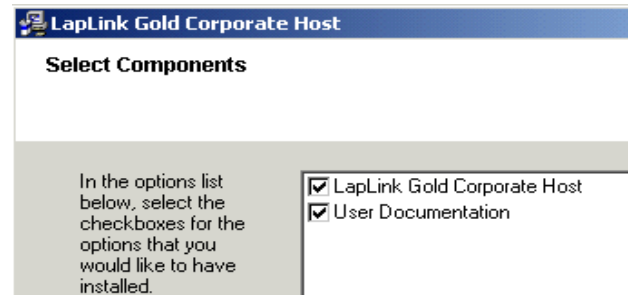 LapLink Gold Corporate Host
Select Components
In the options list
below, select the
checkboxes for the
options that you
would like to have
installed.
LapLink Gold Corporate Host
User Documentation